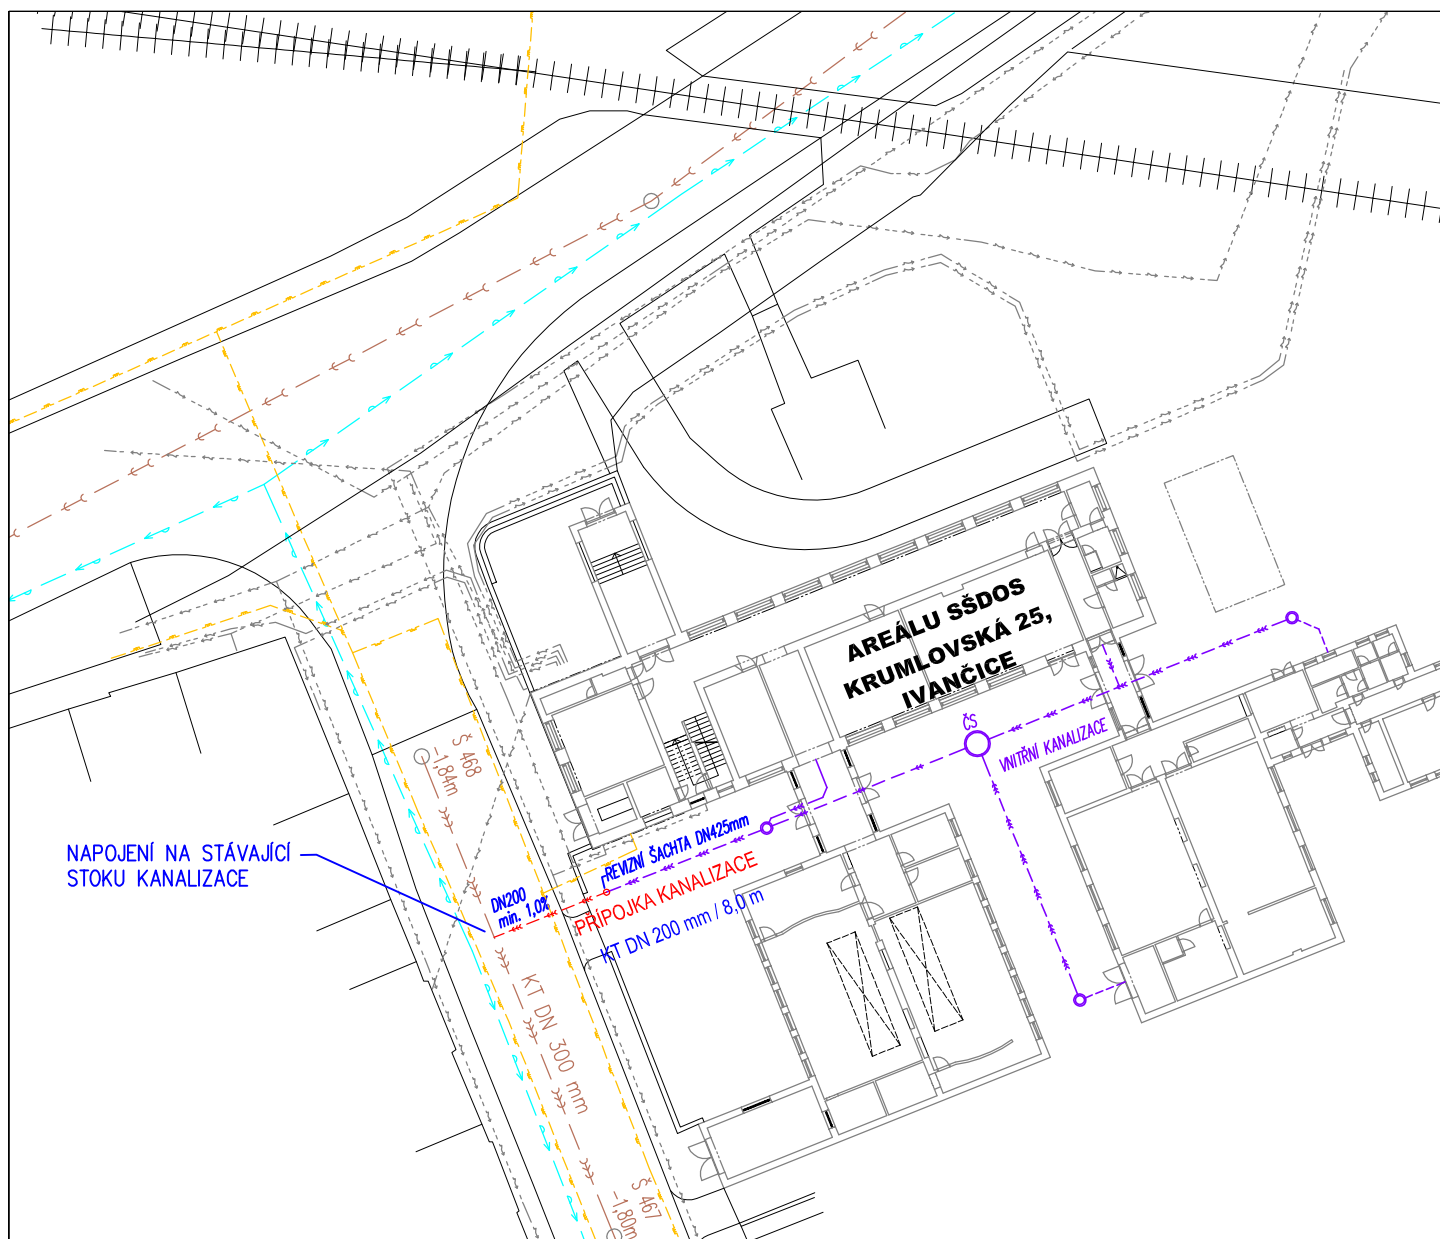 AREÁLU SŠDOS
KRUMLOVSKÁ 25,
IVANČICE
ČS
VNITŘNÍ KANALIZACE
Š 468
-1,84m
NAPOJENÍ NA STÁVAJÍCÍ
STOKU KANALIZACE
REVIZNÍ ŠACHTA DN425mm
DN200
min. 1,0%
PŘÍPOJKA KANALIZACE
KT DN 200 mm / 8,0 m
KT DN 300 mm
Š 467
-1,80m